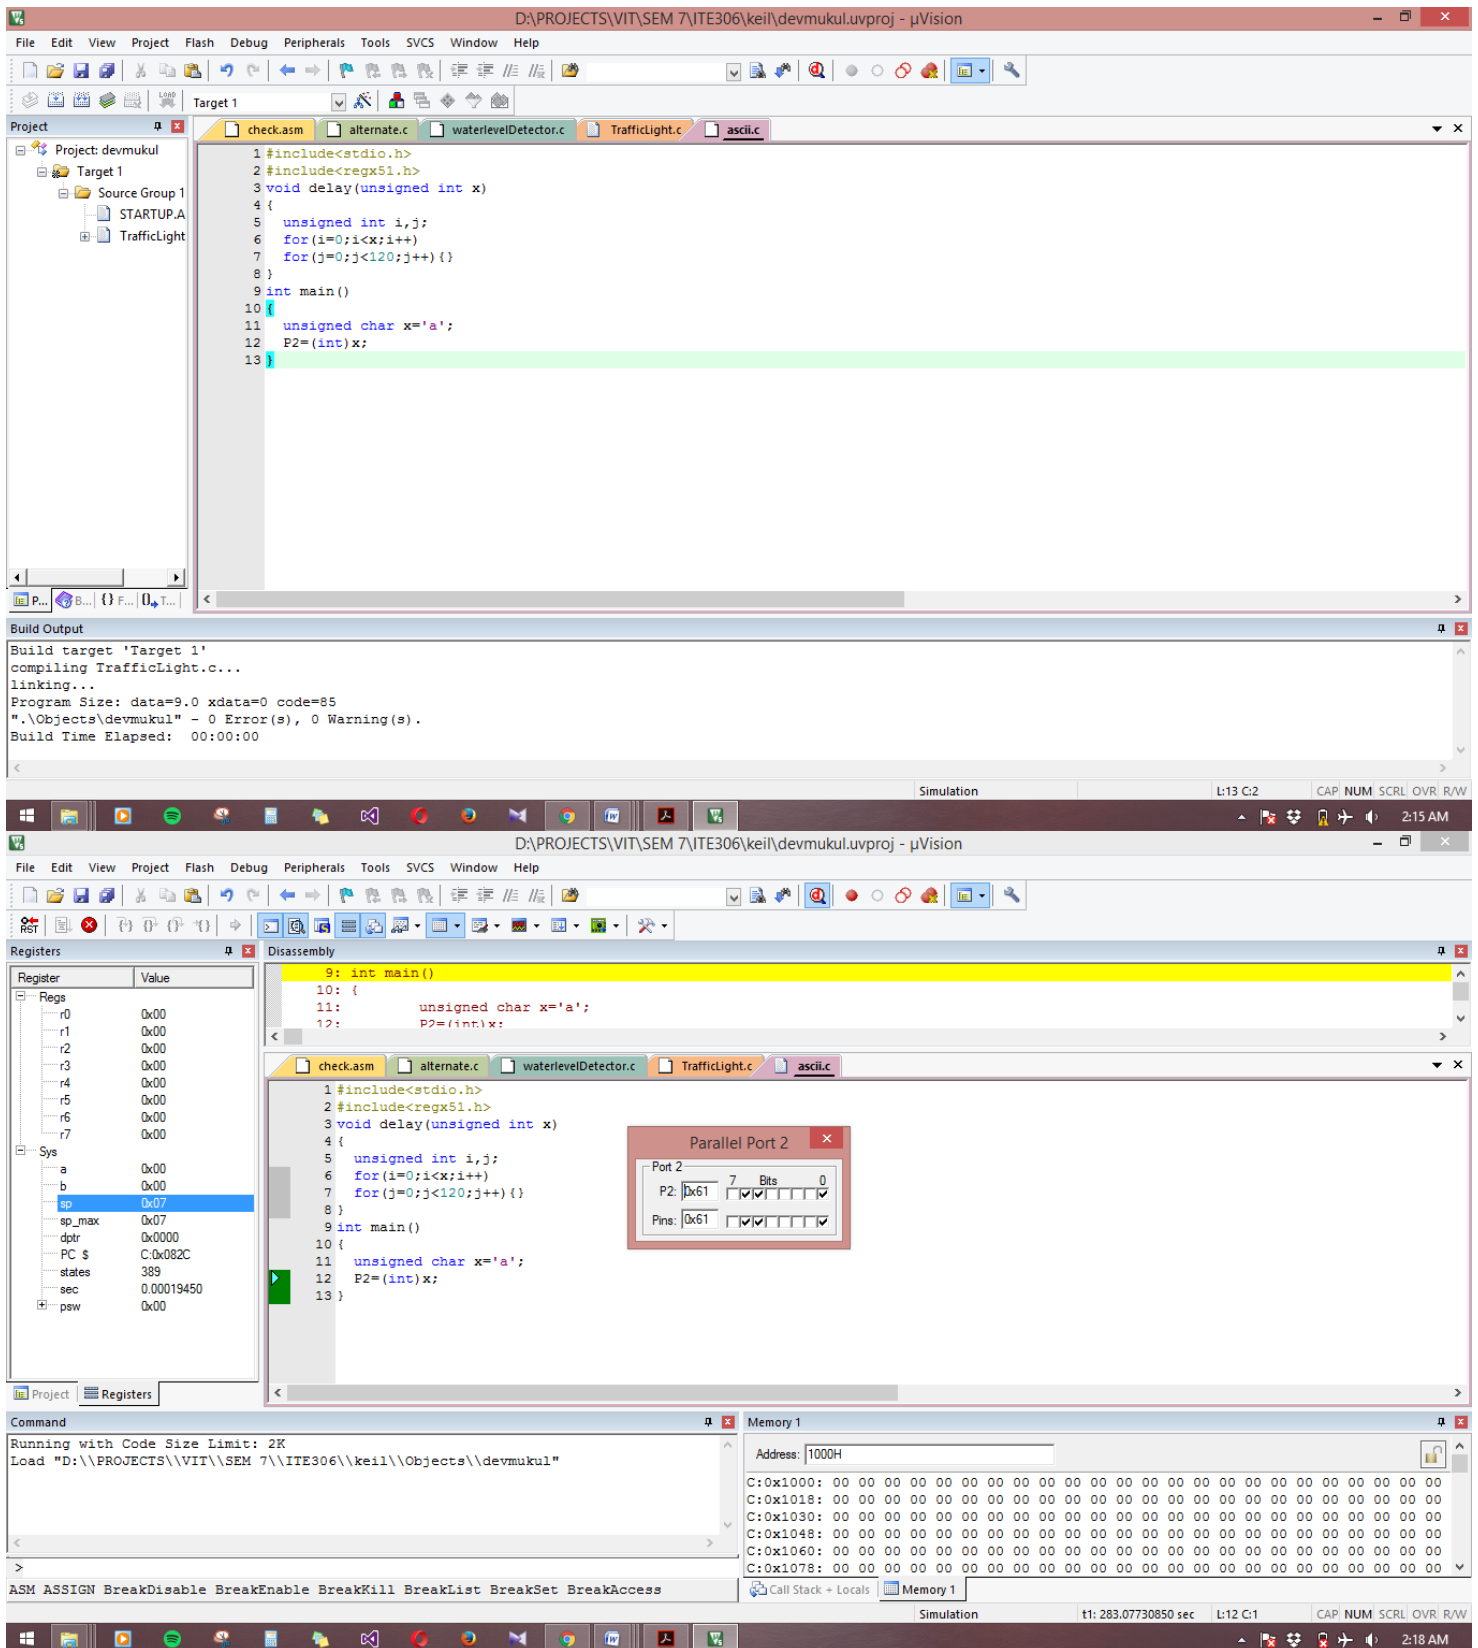 D:\PROJECTS\VIT\SEM 7\ITE306\keil\devmukul.uvproj - µVision
File Edit View Project Flash Debug Peripherals Tools SVCS Window Help
Target 1
Project
check.asm alternate.c waterlevelDetector.c TrafficLight.c ascii.c
Project: devmukul
Target 1
Source Group 1
STARTUP.A
TrafficLight
1 #include<stdio.h>
2 #include<regx51.h>
3 void delay(unsigned int x)
4 {
5 unsigned int i,j;
6 for(i=0;i<x;i++)
7 for(j=0;j<120;j++){}
8 }
9 int main()
10 {
11 unsigned char x='a';
12 P2=(int)x;
13 }
P... B... {} F... 0→ T...
Build Output
Build target 'Target 1'
compiling TrafficLight.c...
linking...
Program Size: data=9.0 xdata=0 code=85
".\Objects\devmukul" - 0 Error(s), 0 Warning(s).
Build Time Elapsed:  00:00:00
Simulation L:13 C:2 CAP NUM SCRL OVR R/W
2:15 AM
D:\PROJECTS\VIT\SEM 7\ITE306\keil\devmukul.uvproj - µVision
File Edit View Project Flash Debug Peripherals Tools SVCS Window Help
RST
Registers
Register Value
Regs
r0 0x00
r1 0x00
r2 0x00
r3 0x00
r4 0x00
r5 0x00
r6 0x00
r7 0x00
Sys
a 0x00
b 0x00
sp 0x07
sp_max 0x07
dptr 0x0000
PC $ C:0x082C
states 389
sec 0.00019450
psw 0x00
Project Registers
Disassembly
9: int main()
10: {
11: unsigned char x='a';
12: P2=(int)x;
check.asm alternate.c waterlevelDetector.c TrafficLight.c ascii.c
1 #include<stdio.h>
2 #include<regx51.h>
3 void delay(unsigned int x)
4 {
5 unsigned int i,j;
6 for(i=0;i<x;i++)
7 for(j=0;j<120;j++){}
8 }
9 int main()
10 {
11 unsigned char x='a';
12 P2=(int)x;
13 }
Parallel Port 2
Port 2
7 Bits 0
P2: 0x61
Pins: 0x61
Command
Running with Code Size Limit: 2K
Load "D:\\PROJECTS\\VIT\\SEM 7\\ITE306\\keil\\Objects\\devmukul"
>
ASM ASSIGN BreakDisable BreakEnable BreakKill BreakList BreakSet BreakAccess
Memory 1
Address: 1000H
C:0x1000: 00 00 00 00 00 00 00 00 00 00 00 00 00 00 00 00 00 00 00 00 00 00 00 00
C:0x1018: 00 00 00 00 00 00 00 00 00 00 00 00 00 00 00 00 00 00 00 00 00 00 00 00
C:0x1030: 00 00 00 00 00 00 00 00 00 00 00 00 00 00 00 00 00 00 00 00 00 00 00 00
C:0x1048: 00 00 00 00 00 00 00 00 00 00 00 00 00 00 00 00 00 00 00 00 00 00 00 00
C:0x1060: 00 00 00 00 00 00 00 00 00 00 00 00 00 00 00 00 00 00 00 00 00 00 00 00
C:0x1078: 00 00 00 00 00 00 00 00 00 00 00 00 00 00 00 00 00 00 00 00 00 00 00 00
Call Stack + Locals Memory 1
Simulation t1: 283.07730850 sec L:12 C:1 CAP NUM SCRL OVR R/W
2:18 AM